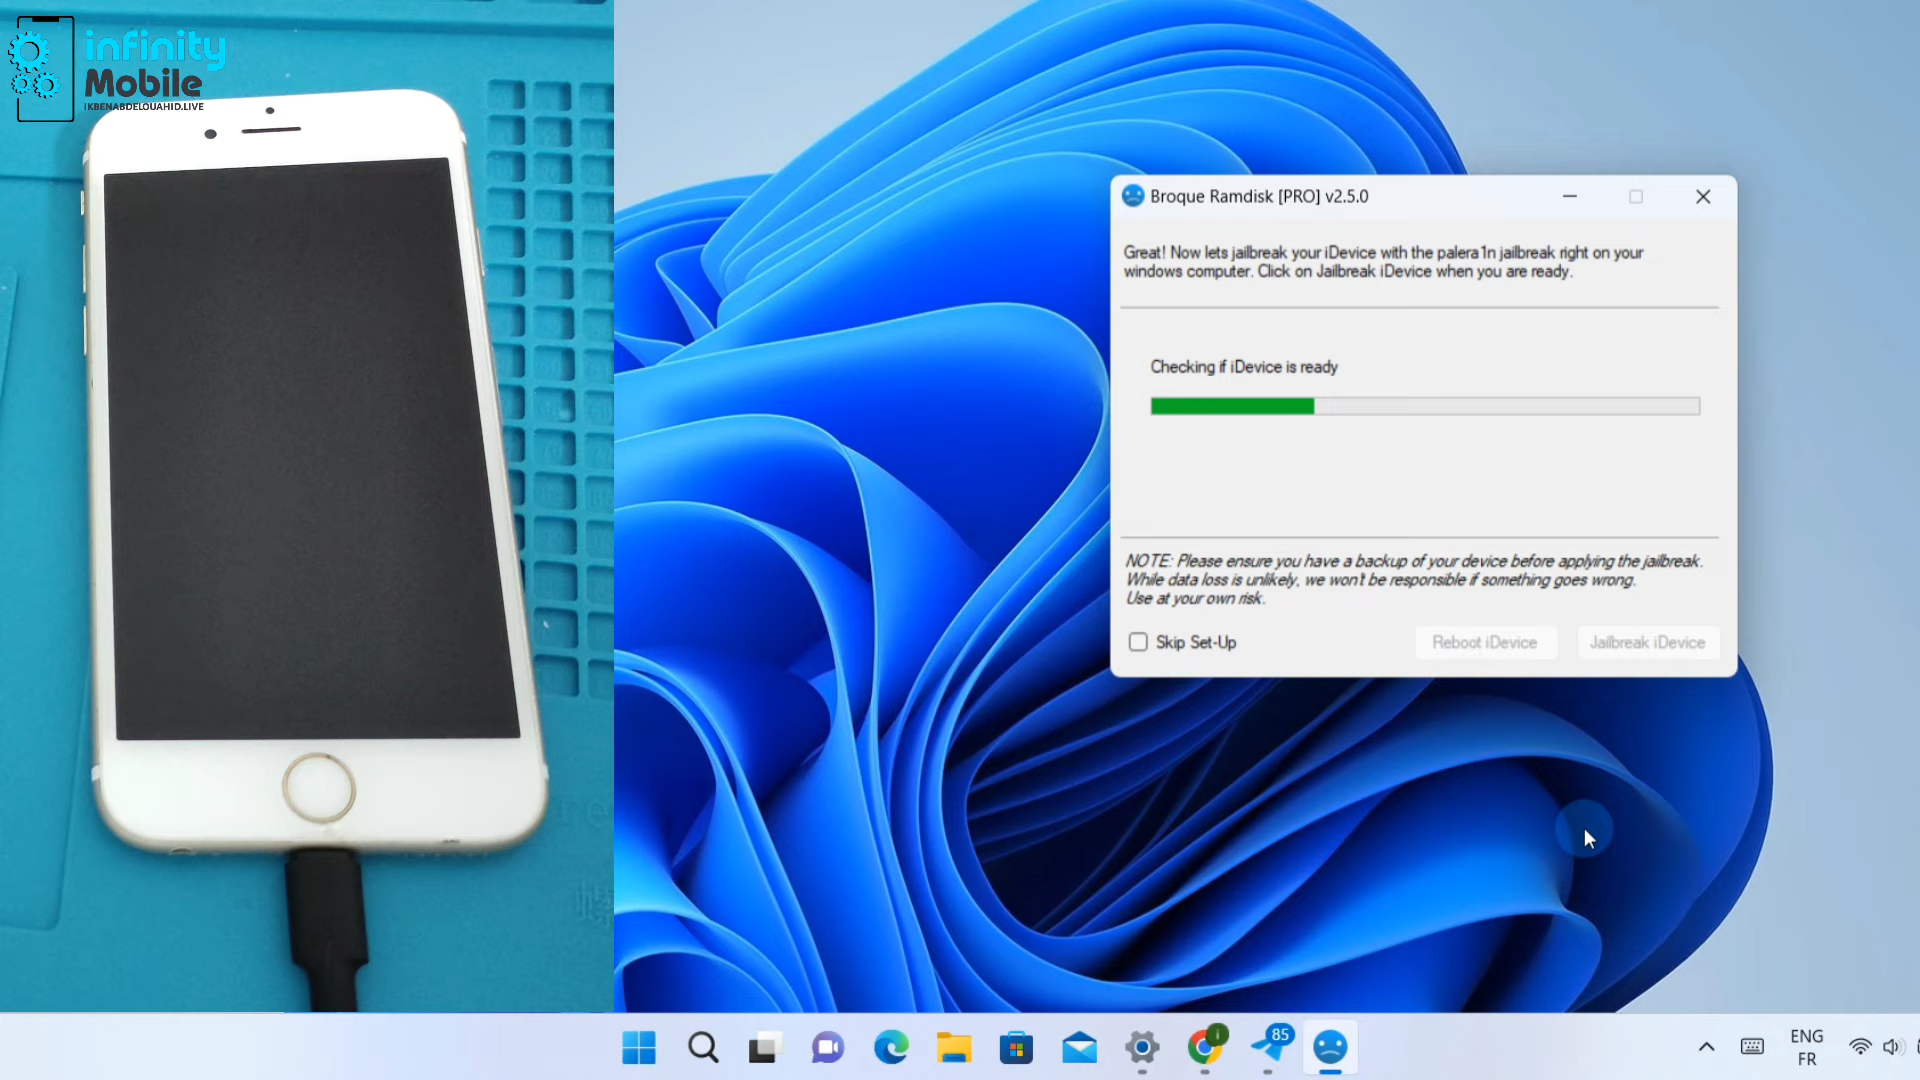 infinity
Mobile
IKBENABDELOUAHID.LIVE
Broque Ramdisk [PRO] v2.5.0
Great! Now lets jailbreak your iDevice with the palera1n jailbreak right on your
windows computer. Click on Jailbreak iDevice when you are ready.
Checking if iDevice is ready
NOTE: Please ensure you have a backup of your device before applying the jailbreak.
While data loss is unlikely, we won't be responsible if something goes wrong.
Use at your own risk.
Skip Set-Up
Reboot iDevice
Jailbreak iDevice
85
ENG
FR